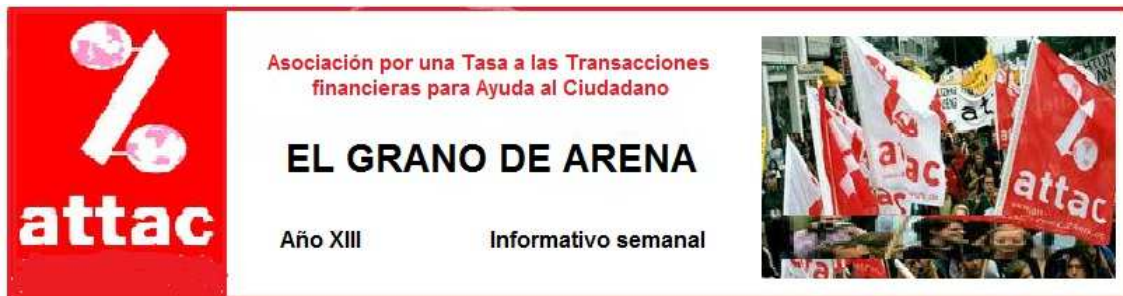 attac
Asociación por una Tasa a las Transacciones
financieras para Ayuda al Ciudadano
EL GRANO DE ARENA
Año XIII Informativo semanal
attac
attac